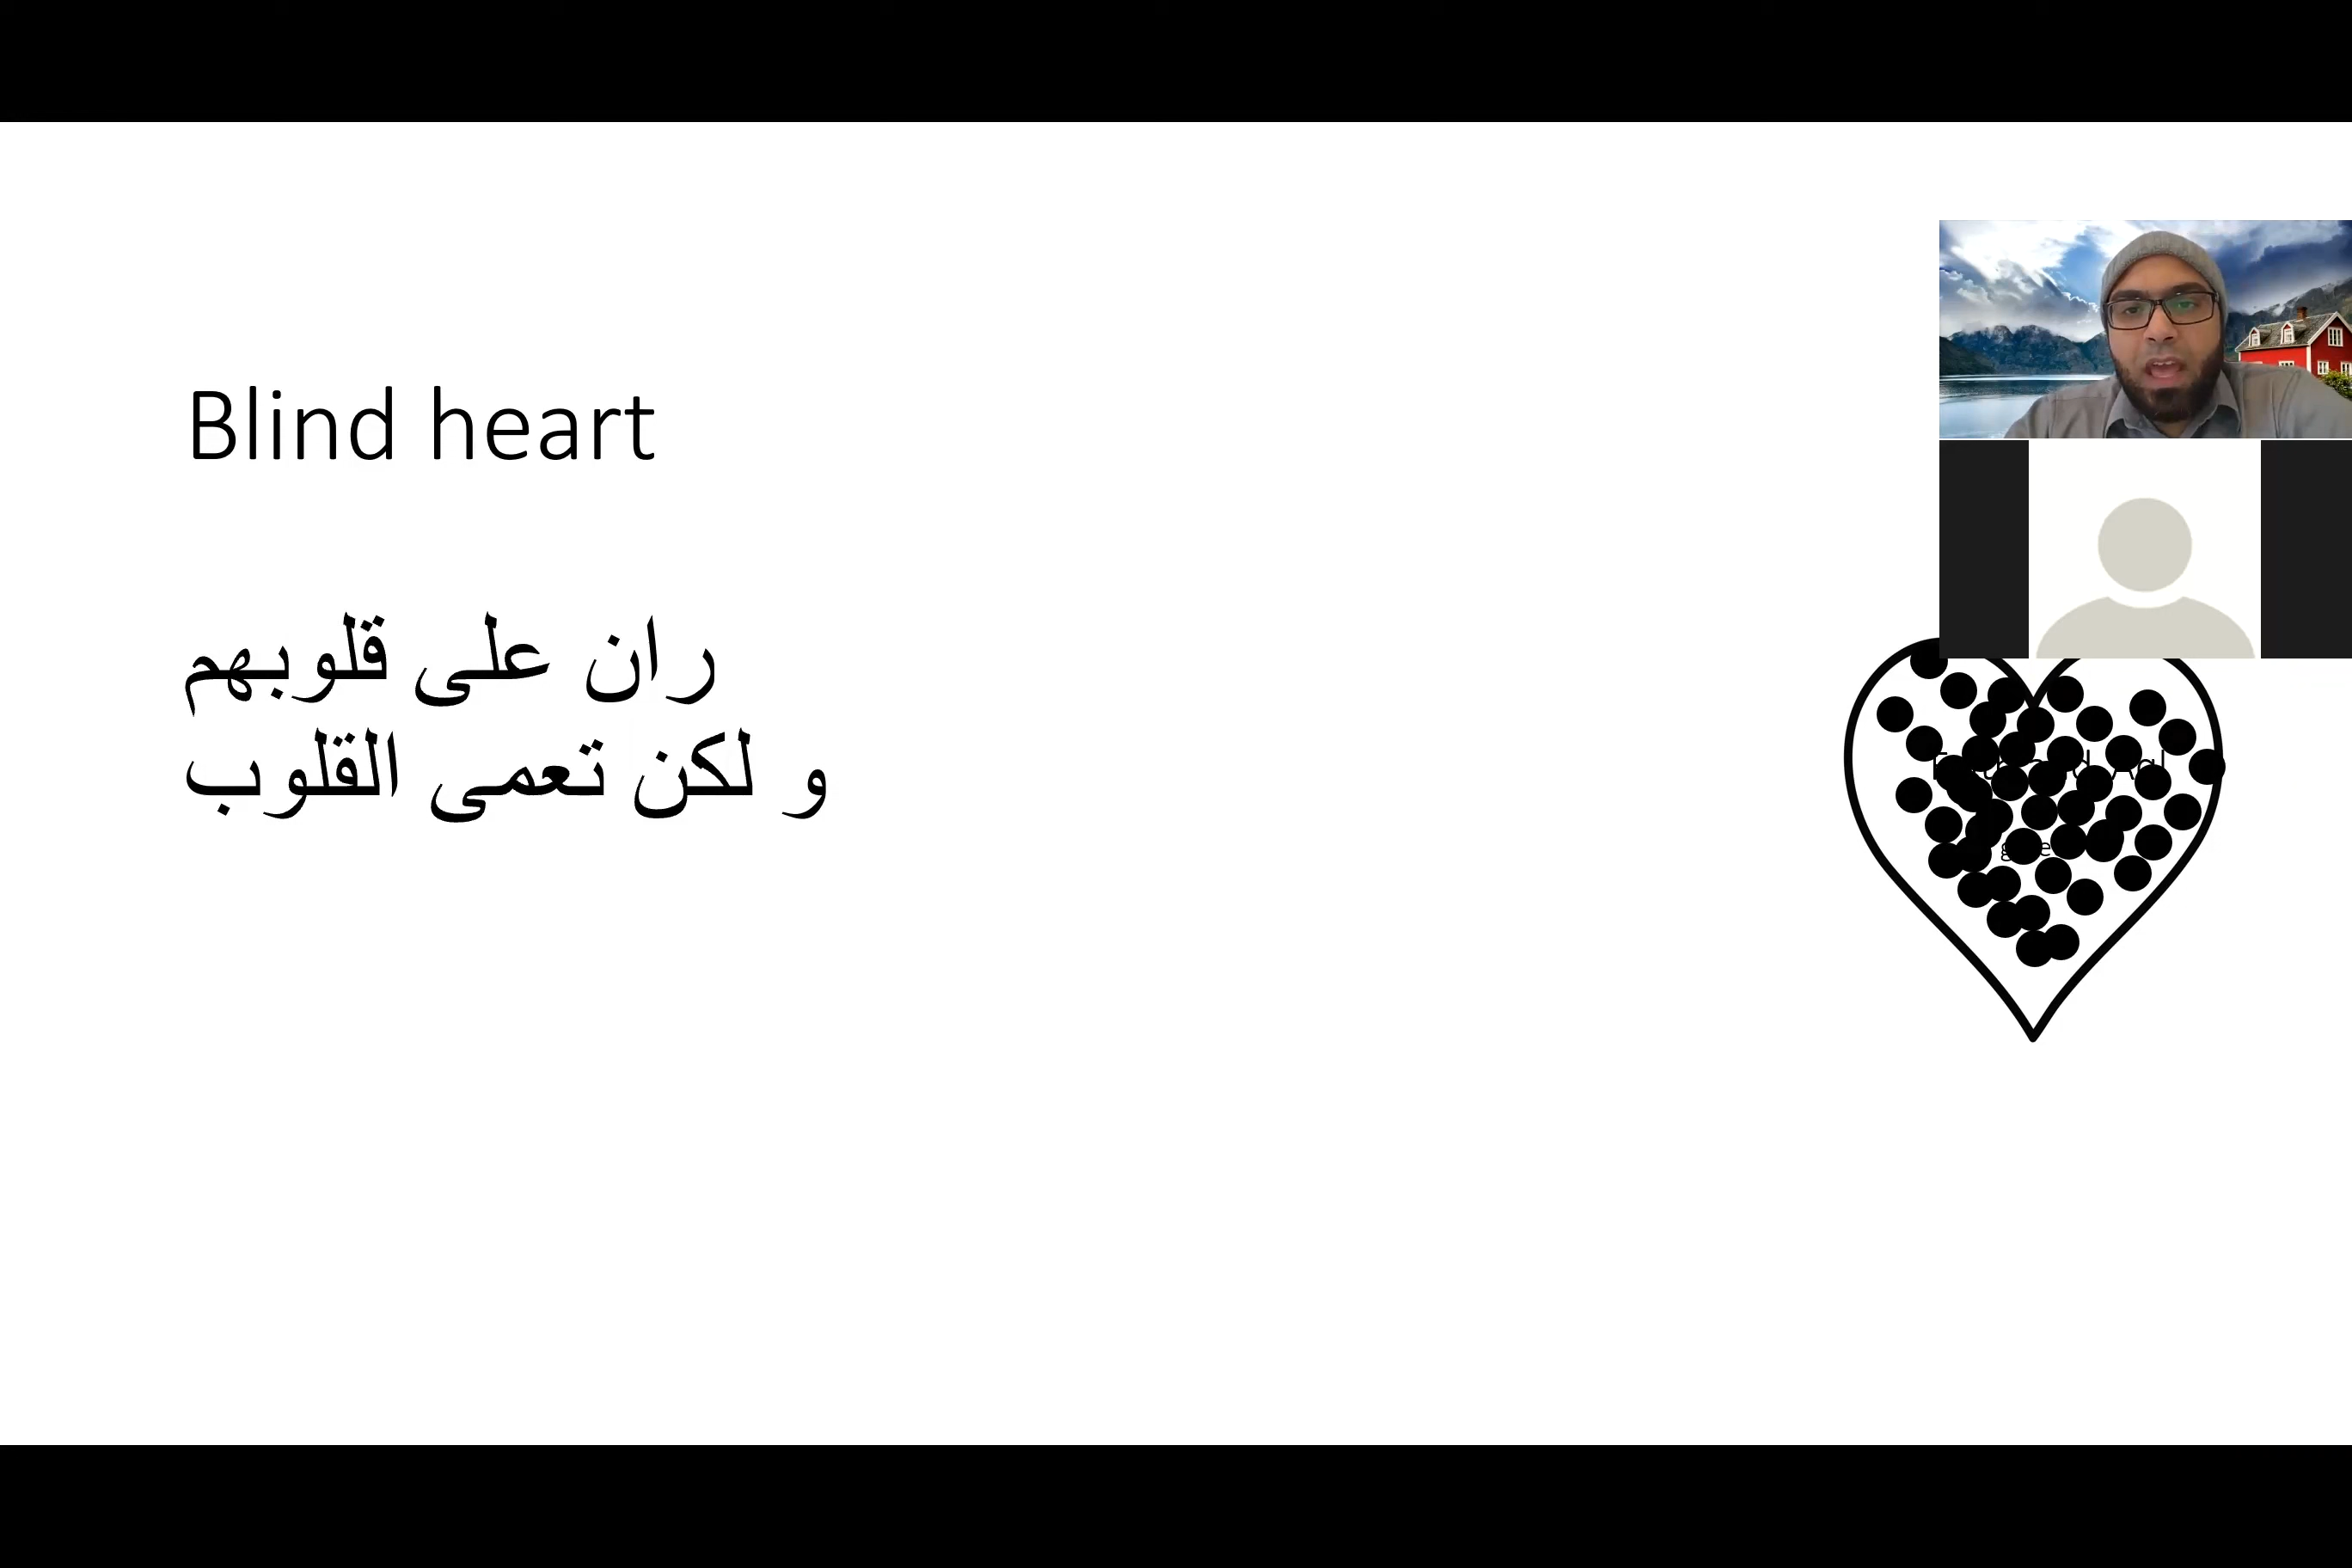 Blind heart
ران على قلوبهم
و لكن تعمى القلوب